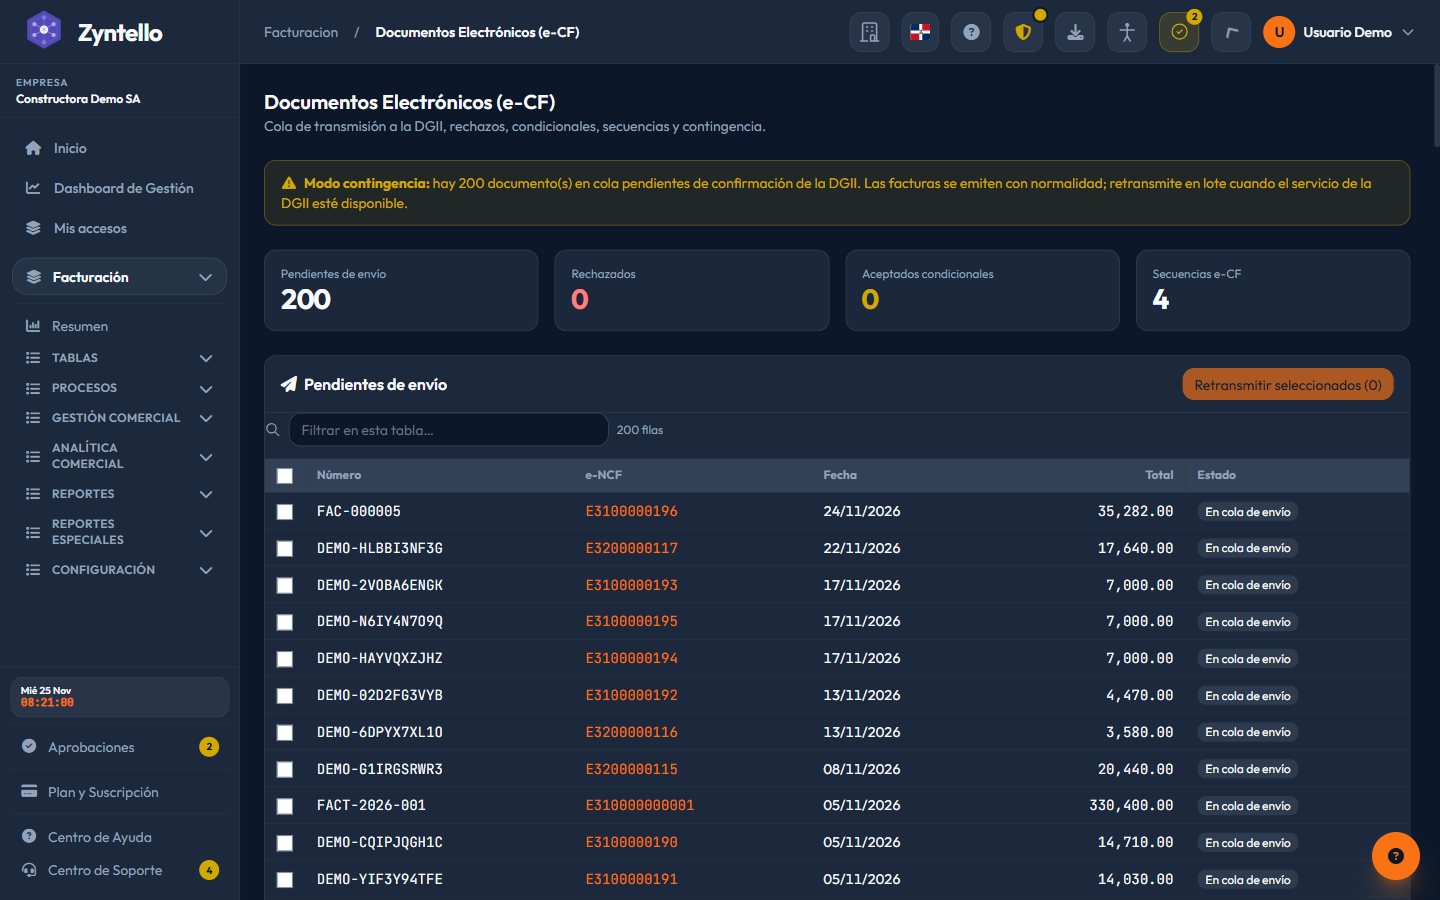 Zyntello
Facturacion / Documentos Electrónicos (e-CF)
2
U
Usuario Demo
EMPRESA
Constructora Demo SA
Inicio
Dashboard de Gestión
Mis accesos
Facturación
Resumen
TABLAS
PROCESOS
GESTIÓN COMERCIAL
ANALÍTICA
COMERCIAL
REPORTES
REPORTES
ESPECIALES
CONFIGURACIÓN
Mié 25 Nov
08:21:00
Aprobaciones 2
Plan y Suscripción
Centro de Ayuda
Centro de Soporte 4
Documentos Electrónicos (e-CF)
Cola de transmisión a la DGII, rechazos, condicionales, secuencias y contingencia.
Modo contingencia: hay 200 documento(s) en cola pendientes de confirmación de la DGII. Las facturas se emiten con normalidad; retransmite en lote cuando el servicio de la
DGII esté disponible.
Pendientes de envío
200
Rechazados
0
Aceptados condicionales
0
Secuencias e-CF
4
Pendientes de envío
Retransmitir seleccionados (0)
Filtrar en esta tabla...
200 filas
Número e-NCF Fecha Total Estado
FAC-000005 E3100000196 24/11/2026 35,282.00 En cola de envío
DEMO-HLBBI3NF3G E3200000117 22/11/2026 17,640.00 En cola de envío
DEMO-2VOBA6ENGK E3100000193 17/11/2026 7,000.00 En cola de envío
DEMO-N6IY4N7O9Q E3100000195 17/11/2026 7,000.00 En cola de envío
DEMO-HAYVQXZJHZ E3100000194 17/11/2026 7,000.00 En cola de envío
DEMO-02D2FG3VYB E3100000192 13/11/2026 4,470.00 En cola de envío
DEMO-6DPYX7XL1O E3200000116 13/11/2026 3,580.00 En cola de envío
DEMO-G1IRGSRWR3 E3200000115 08/11/2026 20,440.00 En cola de envío
FACT-2026-001 E310000000001 05/11/2026 330,400.00 En cola de envío
DEMO-CQIPJQGH1C E3100000190 05/11/2026 14,710.00 En cola de envío
DEMO-YIF3Y94TFE E3100000191 05/11/2026 14,030.00 En cola de envío